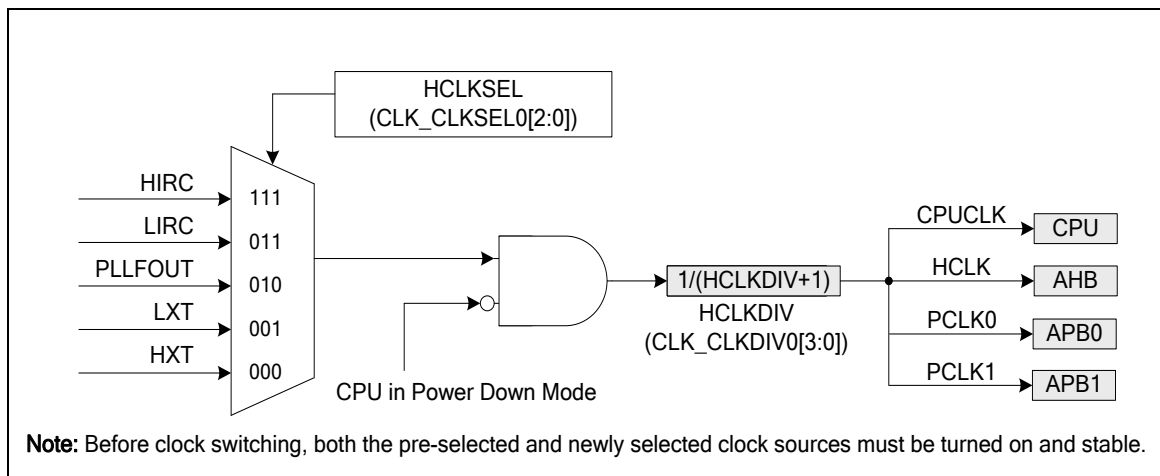 HCLKSEL
(CLK_CLKSEL0[2:0])
HIRC
111
LIRC
011
PLLFOUT
010
LXT
001
HXT
000
CPU in Power Down Mode
1/(HCLKDIV+1)
HCLKDIV
(CLK_CLKDIV0[3:0])
CPUCLK
CPU
HCLK
AHB
PCLK0
APB0
PCLK1
APB1
Note: Before clock switching, both the pre-selected and newly selected clock sources must be turned on and stable.